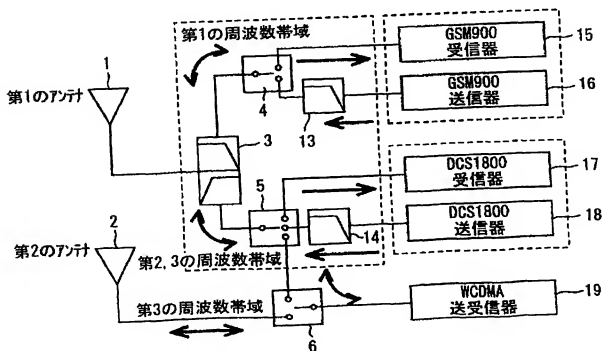 第1の周波数帯域
1
第1のアンテナ
4
13
3
GSM900
受信器
15
GSM900
送信器
16
DCS1800
受信器
17
DCS1800
送信器
18
5
14
2
第2のアンテナ
第2,3の周波数帯域
第3の周波数帯域
6
WCDMA
送受信器
19